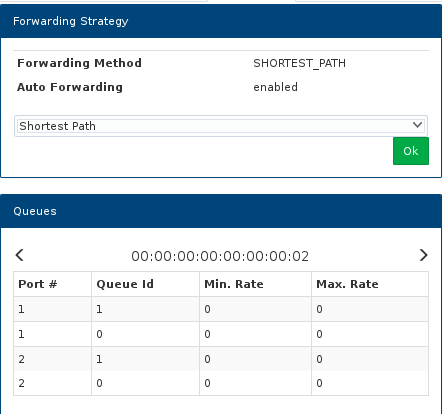 Forwarding Strategy
Forwarding Method SHORTEST_PATH
Auto Forwarding enabled
Shortest Path
Ok
Queues
00:00:00:00:00:00:00:02
Port # Queue Id Min. Rate Max. Rate
1 1 0 0
1 0 0 0
2 1 0 0
2 0 0 0